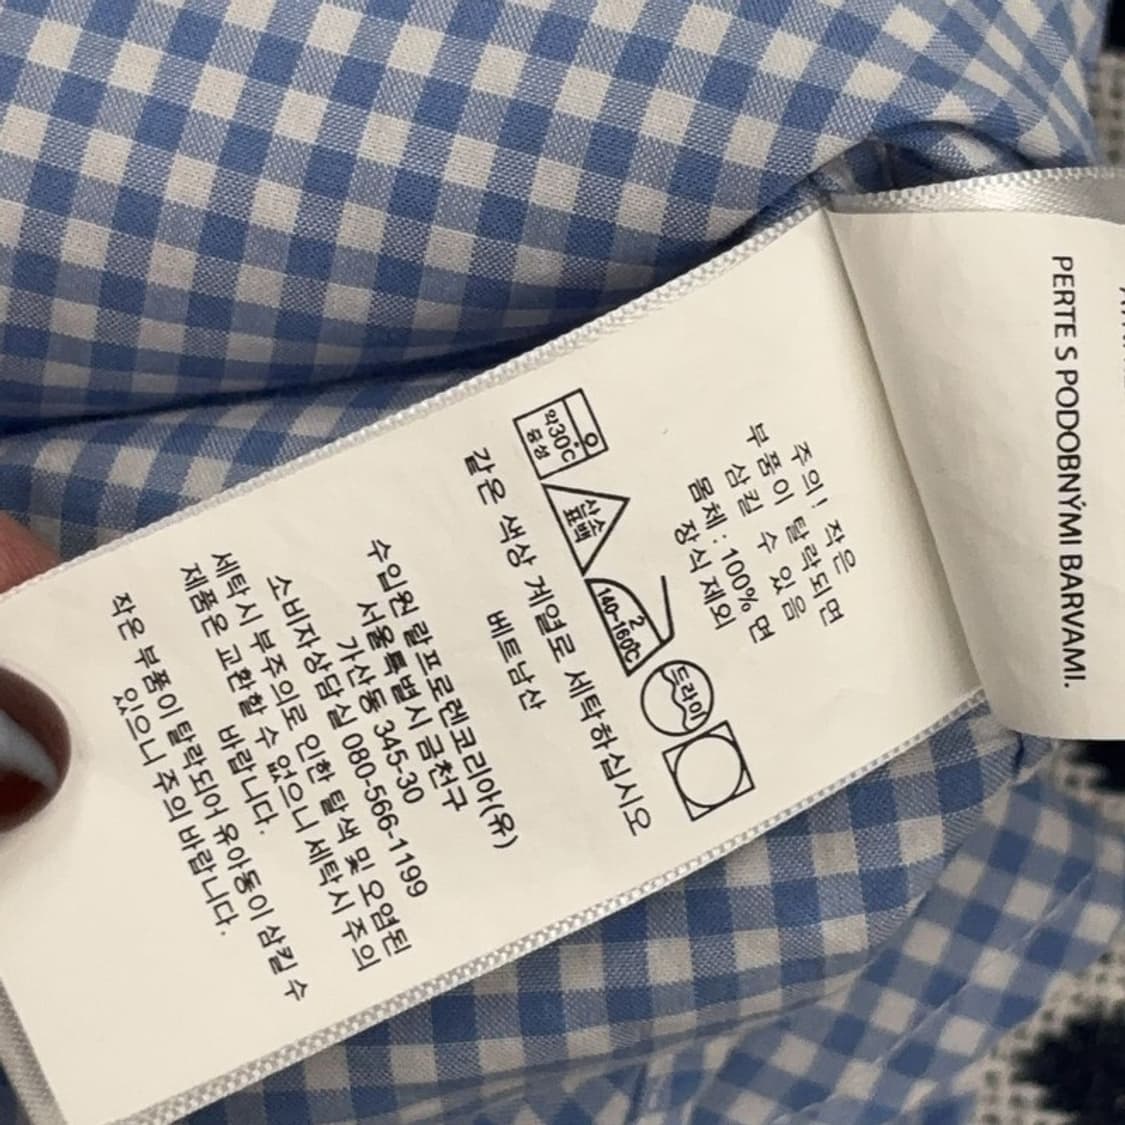 주의! 작은
부품이 탈락되면
삼킬 수 있음
몸체 : 100% 면
장식 제외
약30℃
중성
산소
표백
2
140~160℃
드라이
같은 색상 계열로 세탁하십시오
베트남산
수입원 랄프로렌코리아(유)
서울특별시 금천구
가산동 345-30
소비자상담실 080-566-1199
세탁시 부주의로 인한 탈색 및 오염된
제품은 교환할 수 없으니 세탁시 주의
바랍니다.
작은 부품이 탈락되어 유아동이 삼킬 수
있으니 주의 바랍니다.
PERTE S PODOBNÝMI BARVAMI.